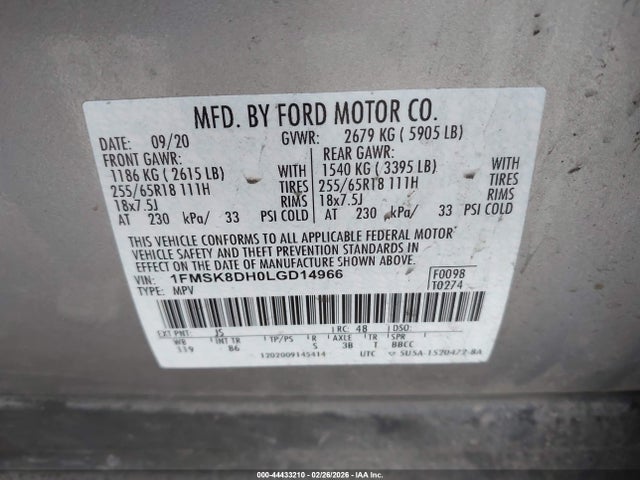 MFD. BY FORD MOTOR CO.
DATE: 09/20 GVWR: 2679 KG ( 5905 LB)
FRONT GAWR: REAR GAWR:
1186 KG ( 2615 LB) WITH 1540 KG ( 3395 LB) WITH
255/65R18 111H TIRES 255/65R18 111H TIRES
18x7.5J RIMS 18x7.5J RIMS
AT 230 kPa/ 33 PSI COLD AT 230 kPa/ 33 PSI COLD
THIS VEHICLE CONFORMS TO ALL APPLICABLE FEDERAL MOTOR
VEHICLE SAFETY AND THEFT PREVENTION STANDARDS IN
EFFECT ON THE DATE OF MANUFACTURE SHOWN ABOVE.
VIN: 1FMSK8DH0LGD14966 F0098
TYPE: MPV T0274
EXT PNT: JS RC: 48 DSO:
WB INT TR TP/PS R AXLE TR SPR
119 86 S 3B T BBCC
1202009145414 UTC 5U5A-1520472-BA
000-44433210 - 02/26/2026 - IAA Inc.